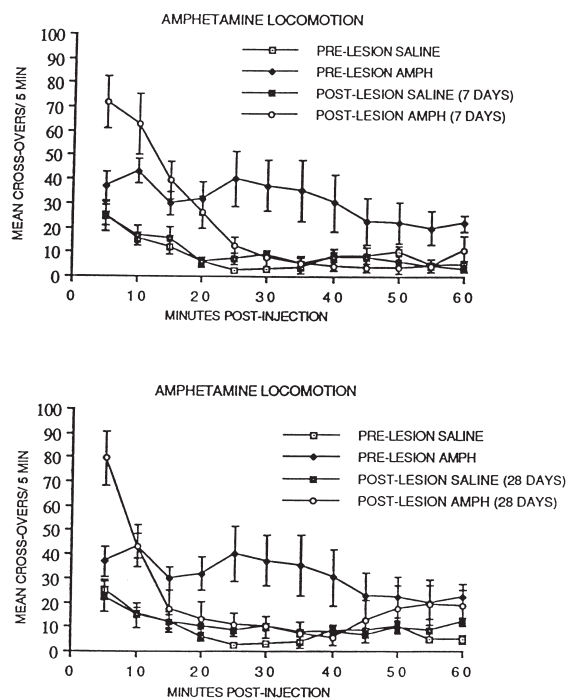 AMPHETAMINE LOCOMOTION
PRE-LESION SALINE
PRE-LESION AMPH
POST-LESION SALINE (7 DAYS)
POST-LESION AMPH (7 DAYS)
MEAN CROSS-OVERS/ 5 MIN
100
90
80
70
60
50
40
30
20
10
0
0 10 20 30 40 50 60
MINUTES POST-INJECTION
AMPHETAMINE LOCOMOTION
PRE-LESION SALINE
PRE-LESION AMPH
POST-LESION SALINE (28 DAYS)
POST-LESION AMPH (28 DAYS)
MEAN CROSS-OVERS/ 5 MIN
100
90
80
70
60
50
40
30
20
10
0
0 10 20 30 40 50 60
MINUTES POST-INJECTION